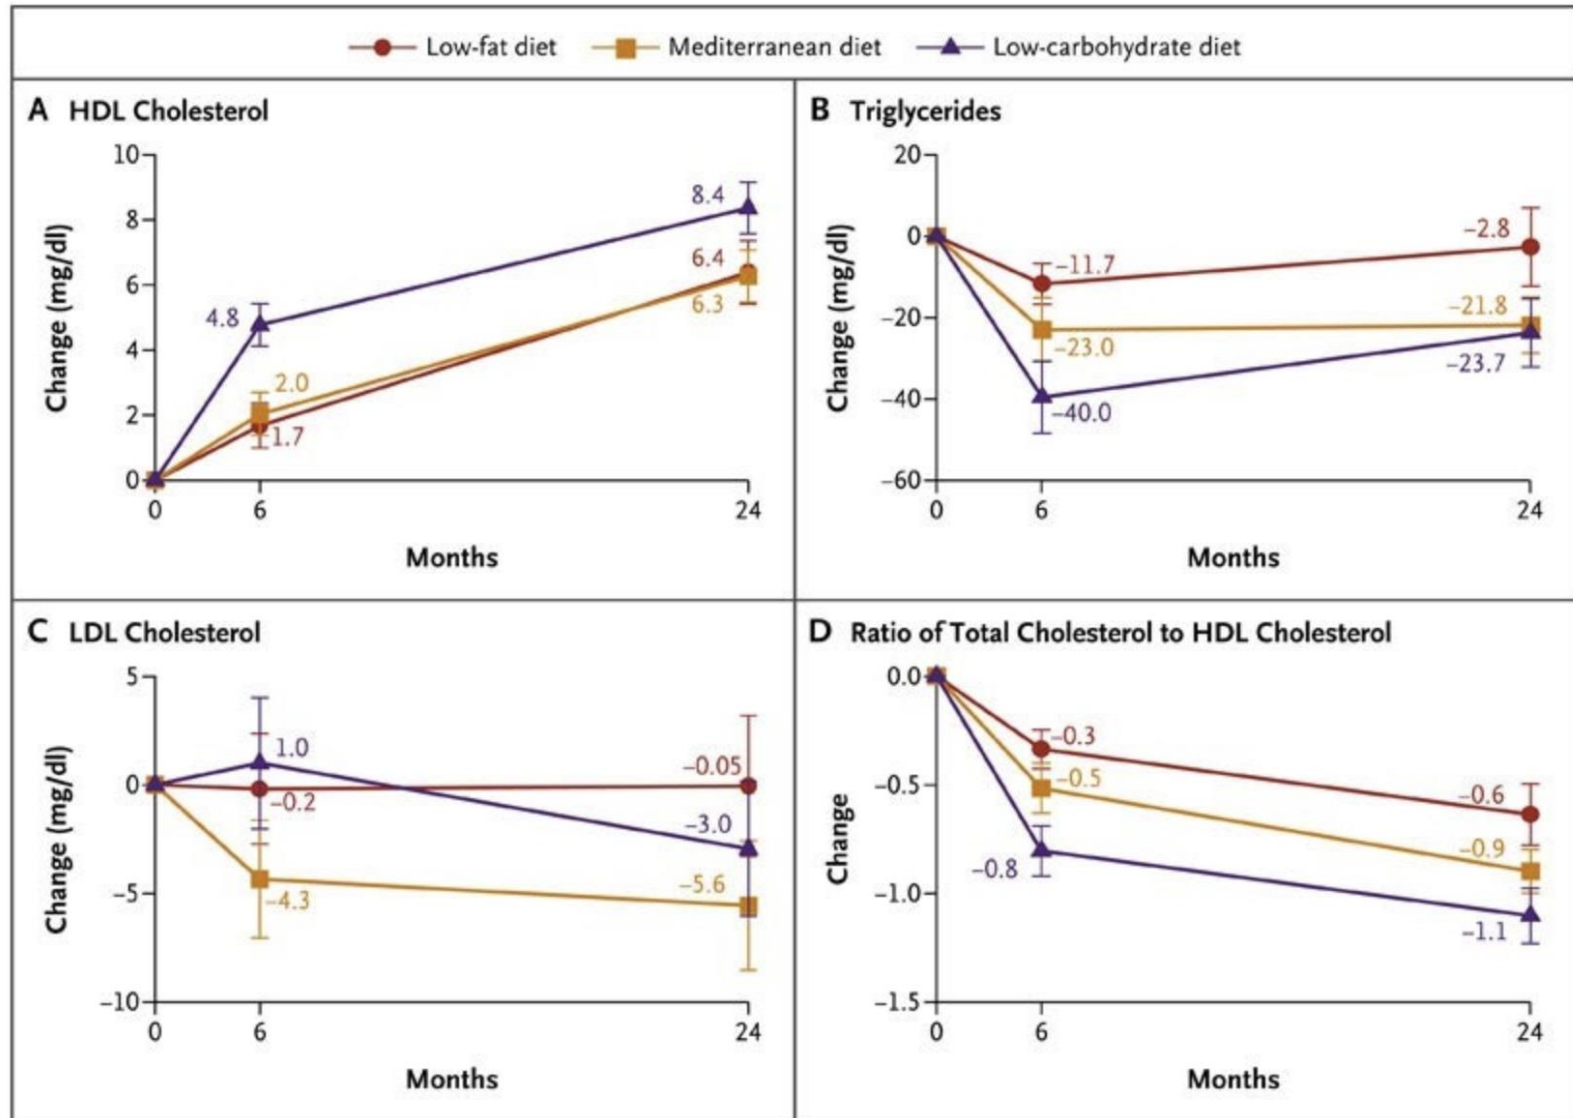 Low-fat diet Mediterranean diet Low-carbohydrate diet
A HDL Cholesterol
10
8
6
4
2
0
Change (mg/dl)
4.8
2.0
1.7
8.4
6.4
6.3
0 6 24
Months
B Triglycerides
20
0
−20
−40
−60
Change (mg/dl)
−11.7
−23.0
−40.0
−2.8
−21.8
−23.7
0 6 24
Months
C LDL Cholesterol
5
0
−5
−10
Change (mg/dl)
1.0
−0.2
−4.3
−0.05
−3.0
−5.6
0 6 24
Months
D Ratio of Total Cholesterol to HDL Cholesterol
0.0
−0.5
−1.0
−1.5
Change
−0.3
−0.5
−0.8
−0.6
−0.9
−1.1
0 6 24
Months